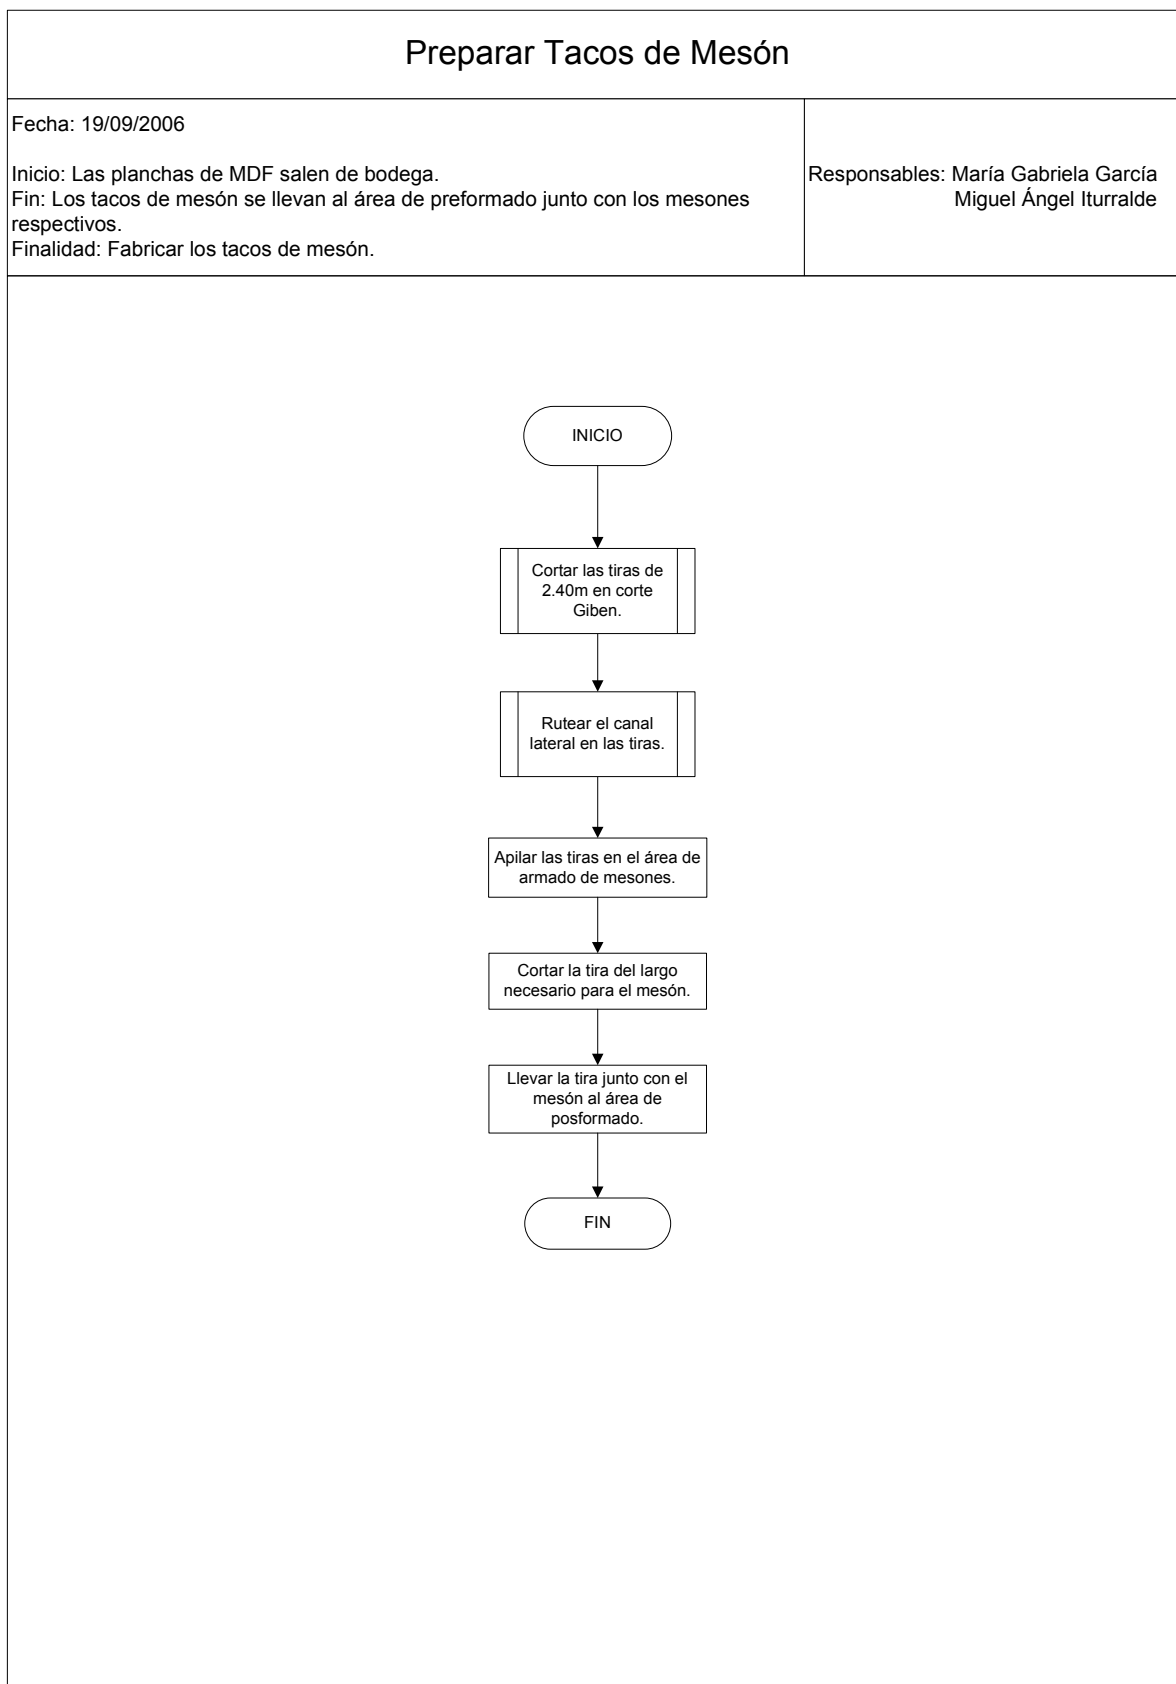 Preparar Tacos de Mesón
Fecha: 19/09/2006
Inicio: Las planchas de MDF salen de bodega.
Fin: Los tacos de mesón se llevan al área de preformado junto con los mesones
respectivos.
Finalidad: Fabricar los tacos de mesón.
Responsables: María Gabriela García
Miguel Ángel Iturralde
INICIO
Cortar las tiras de
2.40m en corte
Giben.
Rutear el canal
lateral en las tiras.
Apilar las tiras en el área de
armado de mesones.
Cortar la tira del largo
necesario para el mesón.
Llevar la tira junto con el
mesón al área de
posformado.
FIN